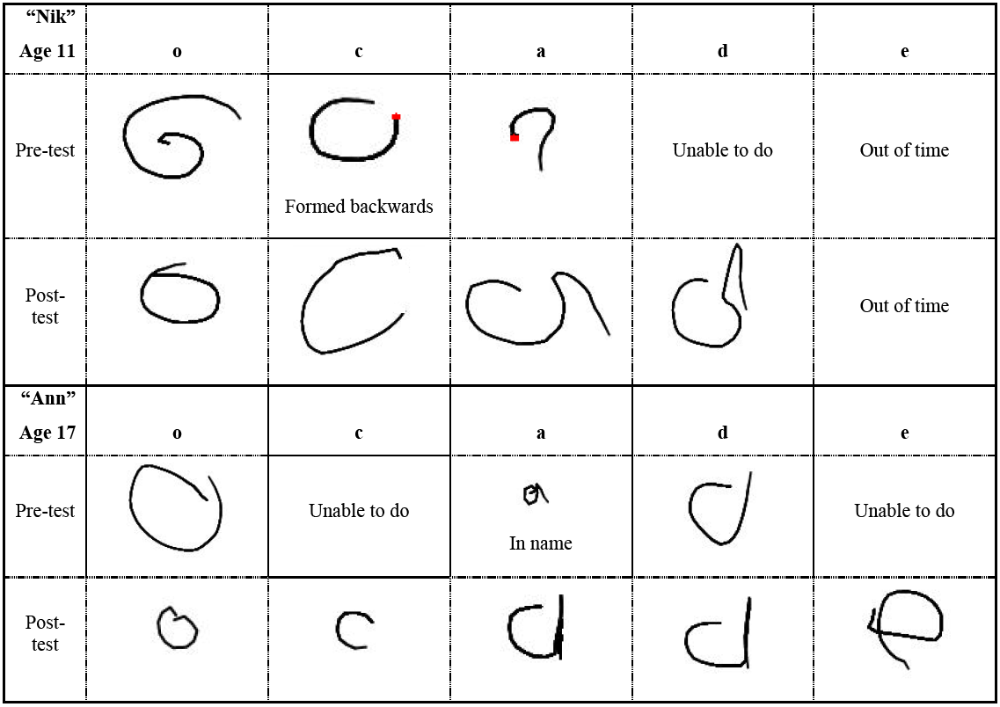 “Nik”
Age 11 o c a d e
Pre-test Unable to do Out of time
Formed backwards
Post-
test Out of time
“Ann”
Age 17 o c a d e
Pre-test Unable to do Unable to do
In name
Post-
test
o c a d e